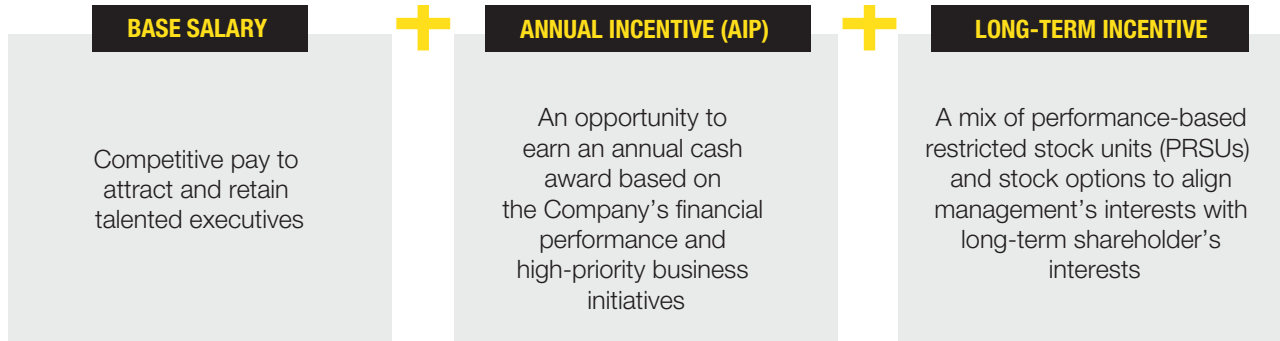 BASE SALARY
Competitive pay to
attract and retain
talented executives
+
ANNUAL INCENTIVE (AIP)
An opportunity to
earn an annual cash
award based on
the Company’s financial
performance and
high-priority business
initiatives
+
LONG-TERM INCENTIVE
A mix of performance-based
restricted stock units (PRSUs)
and stock options to align
management’s interests with
long-term shareholder’s
interests